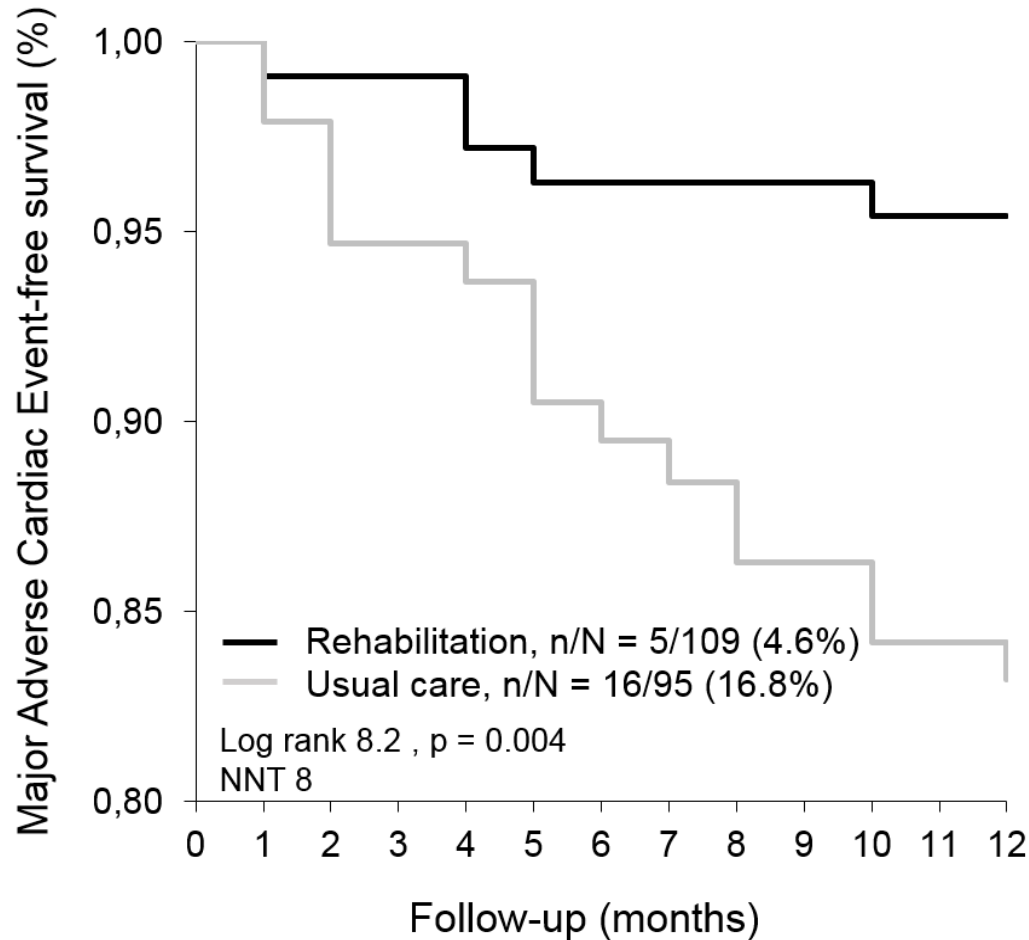 Major Adverse Cardiac Event-free survival (%)
1,00
0,95
0,90
0,85
0,80
Rehabilitation, n/N = 5/109 (4.6%)
Usual care, n/N = 16/95 (16.8%)
Log rank 8.2 , p = 0.004
NNT 8
0 1 2 3 4 5 6 7 8 9 10 11 12
Follow-up (months)